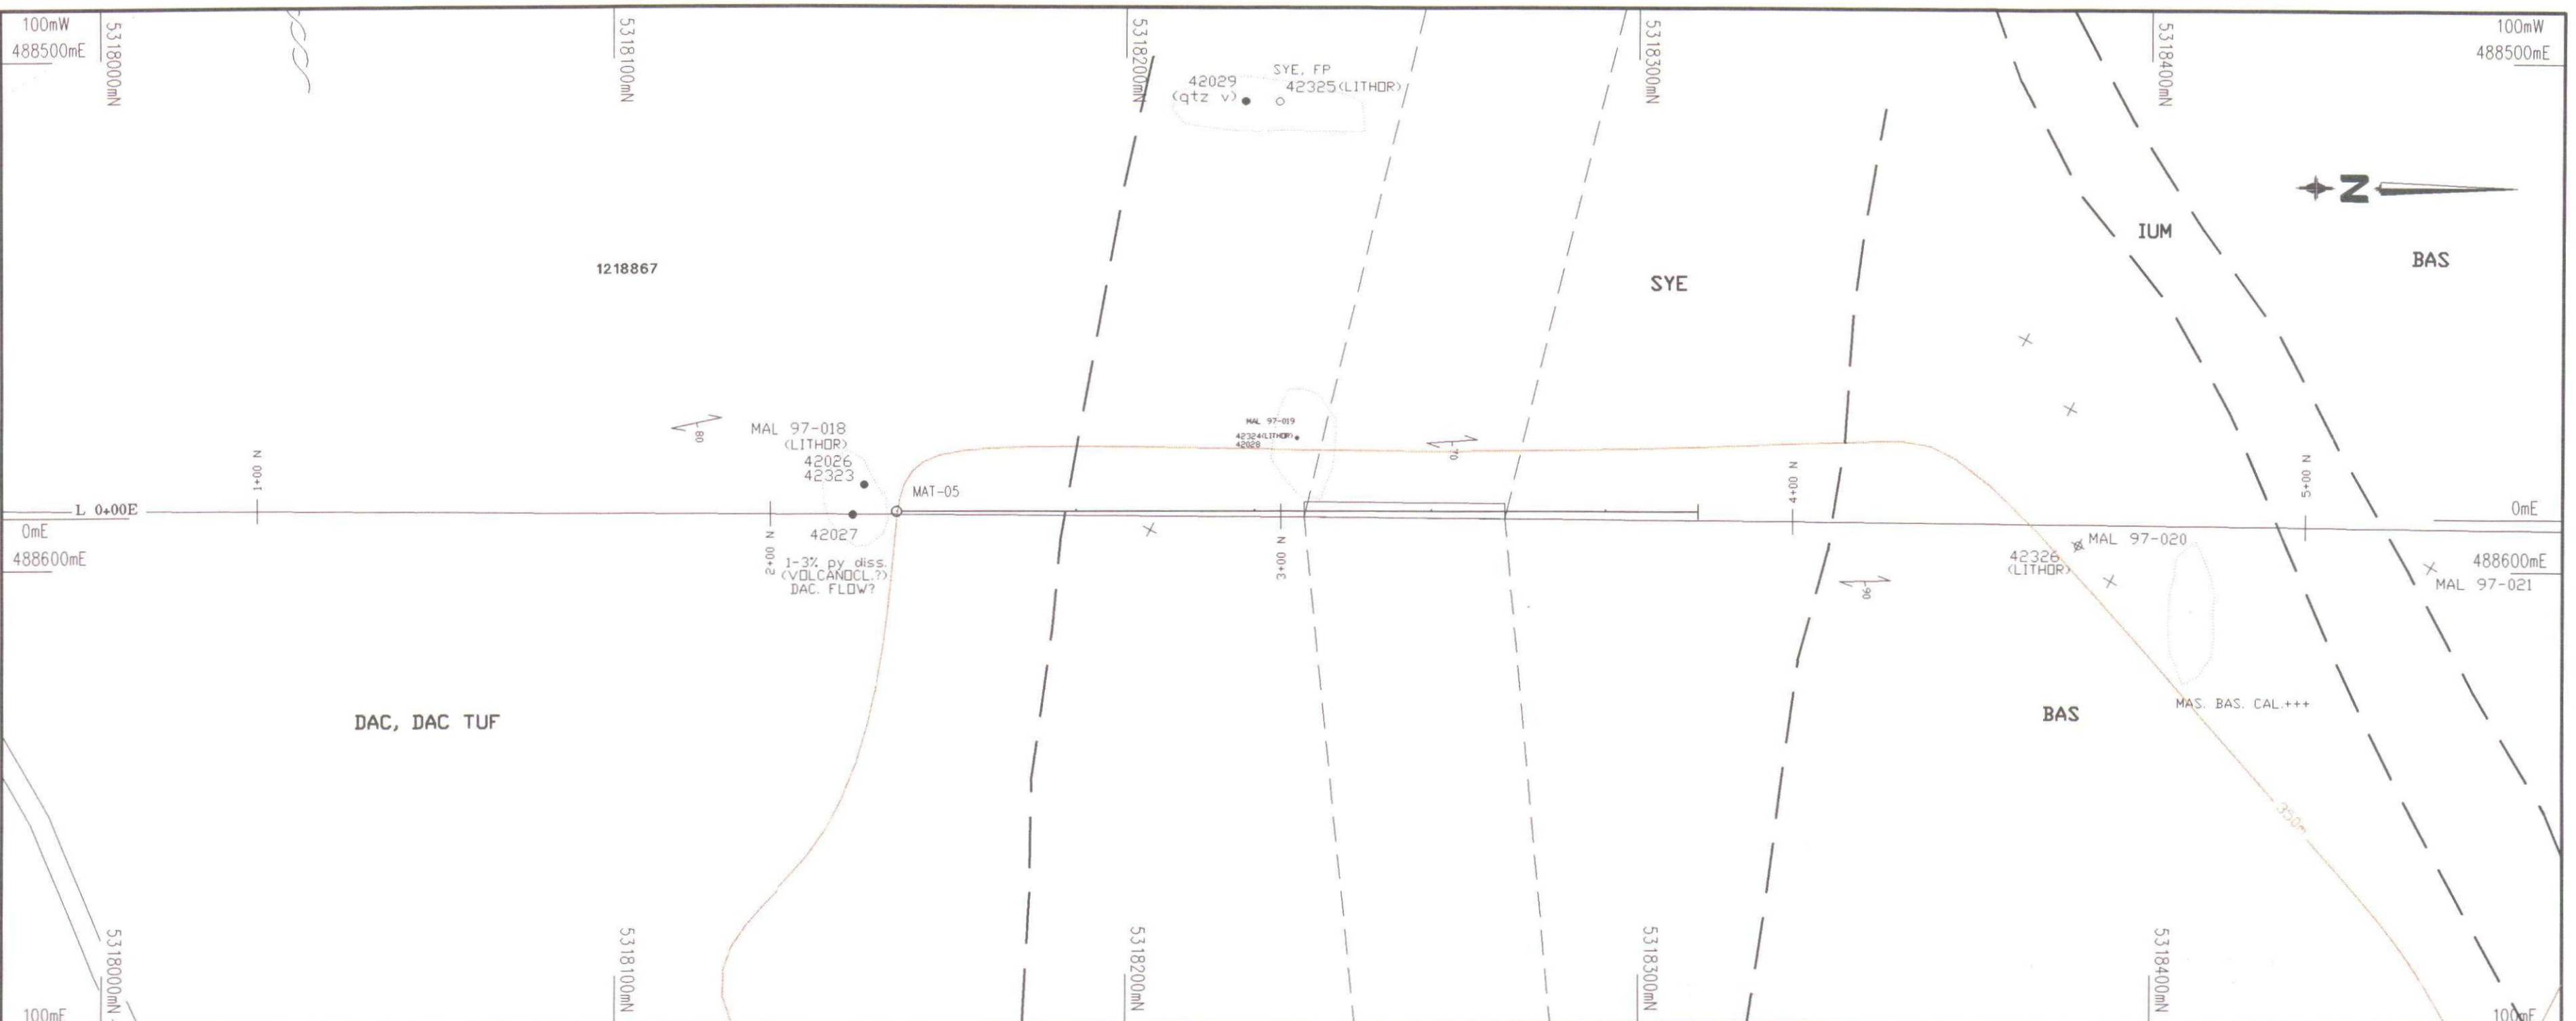 100mW
488500mE
5318000mN
5318100mN
5318200mN
5318300mN
5318400mN
100mW
488500mE
SYE, FP
42029
(qtz v)
42325(LITHOR)
N
IUM
BAS
1218867
SYE
80
MAL 97-018
(LITHOR)
42026
42323
MAL 97-019
42324(LITHOR)
42028
70
1+00 N
MAT-05
4+00 N
5+00 N
L 0+00E
0mE
488600mE
42027
2+00 N
1-3% py diss.
(VOLCANOCL.?)
DAC. FLOW?
3+00 N
0mE
MAL 97-020
42326
(LITHOR)
488600mE
MAL 97-021
90
DAC, DAC TUF
BAS
MAS. BAS. CAL.+++
350m
5318000mN
5318100mN
5318200mN
5318300mN
5318400mN
100mE
100mE